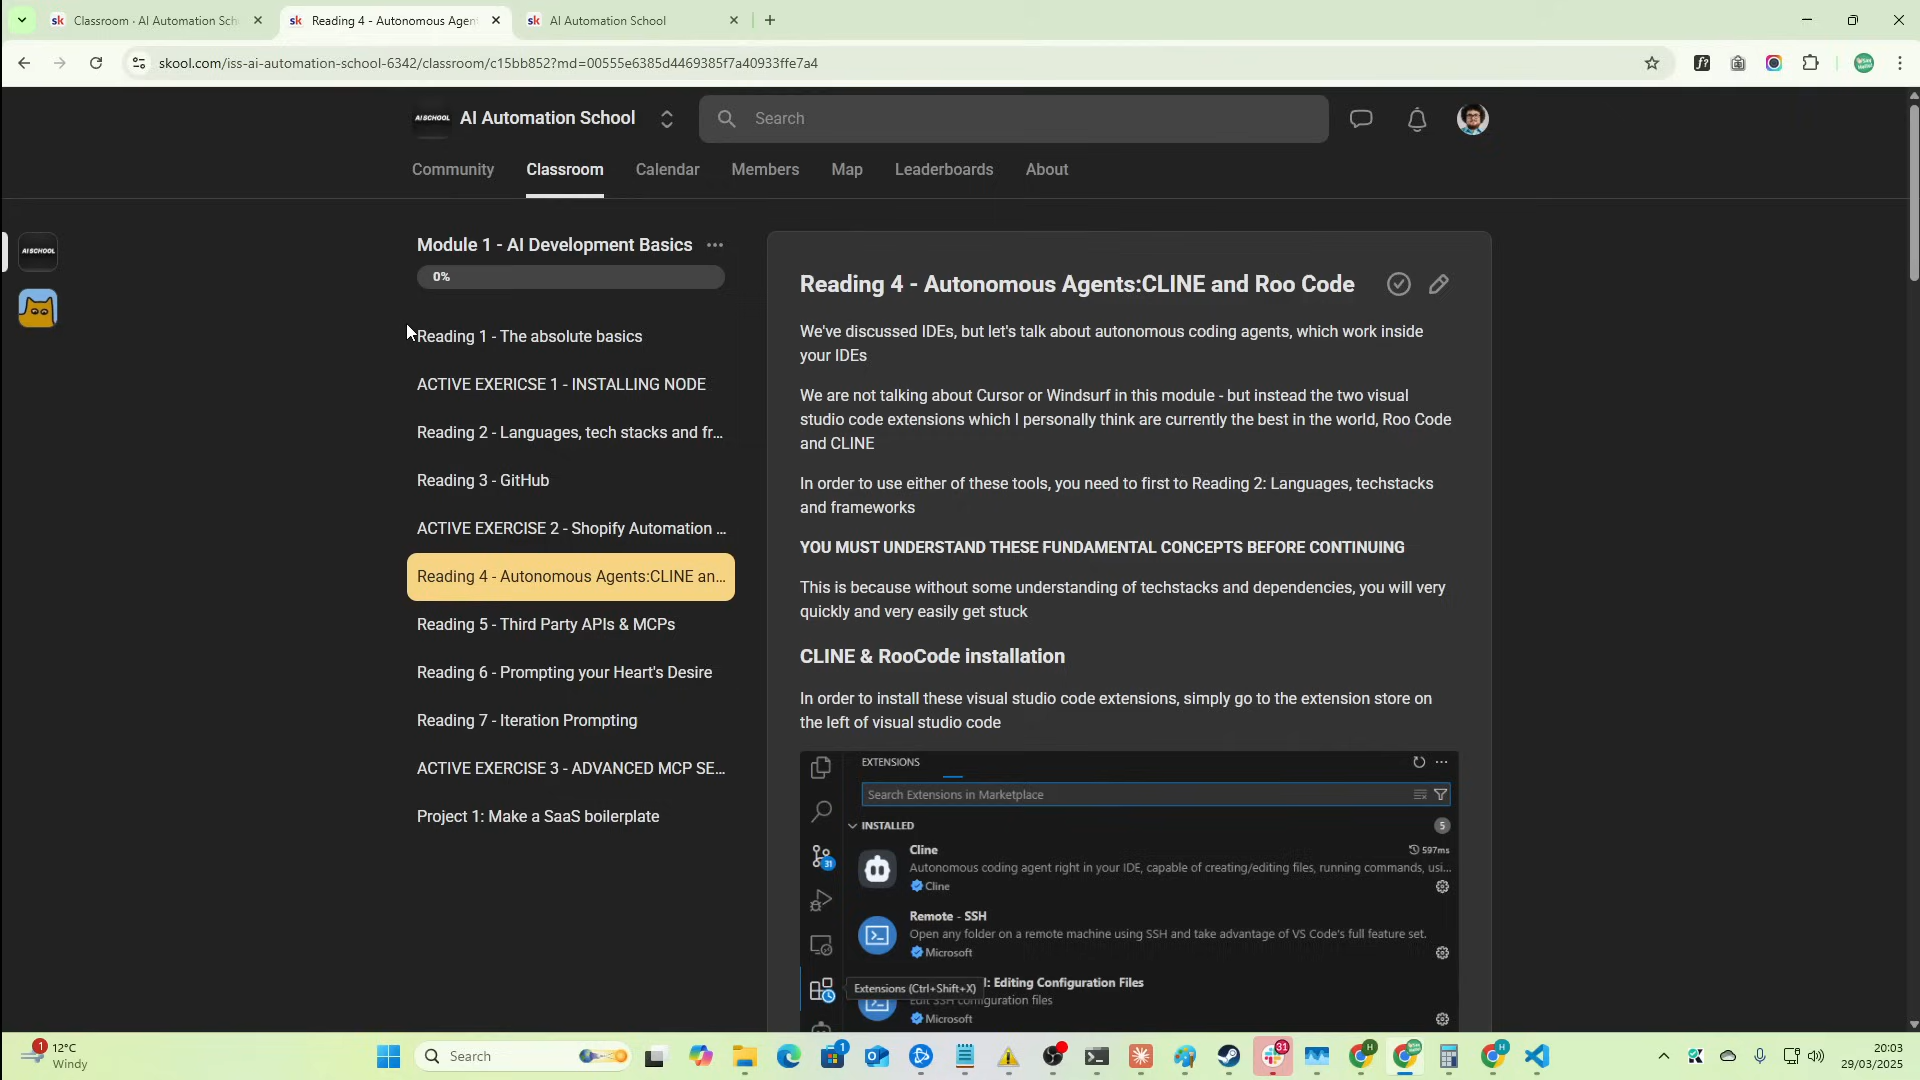 Classroom · AI Automation Sch
Reading 4 - Autonomous Agen
AI Automation School
skool.com/iss-ai-automation-school-6342/classroom/c15bb852?md=00555e6385d4469385f7a40933ffe7a4
AI SCHOOL
AI Automation School
Search
Community
Classroom
Calendar
Members
Map
Leaderboards
About
AI SCHOOL
Module 1 - AI Development Basics
0%
Reading 1 - The absolute basics
ACTIVE EXERICSE 1 - INSTALLING NODE
Reading 2 - Languages, tech stacks and fr...
Reading 3 - GitHub
ACTIVE EXERCISE 2 - Shopify Automation ...
Reading 4 - Autonomous Agents:CLINE an...
Reading 5 - Third Party APIs & MCPs
Reading 6 - Prompting your Heart's Desire
Reading 7 - Iteration Prompting
ACTIVE EXERCISE 3 - ADVANCED MCP SE...
Project 1: Make a SaaS boilerplate
Reading 4 - Autonomous Agents:CLINE and Roo Code
We've discussed IDEs, but let's talk about autonomous coding agents, which work inside
your IDEs
We are not talking about Cursor or Windsurf in this module - but instead the two visual
studio code extensions which I personally think are currently the best in the world, Roo Code
and CLINE
In order to use either of these tools, you need to first to Reading 2: Languages, techstacks
and frameworks
YOU MUST UNDERSTAND THESE FUNDAMENTAL CONCEPTS BEFORE CONTINUING
This is because without some understanding of techstacks and dependencies, you will very
quickly and very easily get stuck
CLINE & RooCode installation
In order to install these visual studio code extensions, simply go to the extension store on
the left of visual studio code
EXTENSIONS
Search Extensions in Marketplace
INSTALLED
5
Cline
597ms
Autonomous coding agent right in your IDE, capable of creating/editing files, running commands, usi...
Cline
31
Remote - SSH
Open any folder on a remote machine using SSH and take advantage of VS Code's full feature set.
Microsoft
Extensions (Ctrl+Shift+X)
: Editing Configuration Files
Edit SSH configuration files
Microsoft
1
12°C
Windy
Search
1
31
20:03
29/03/2025